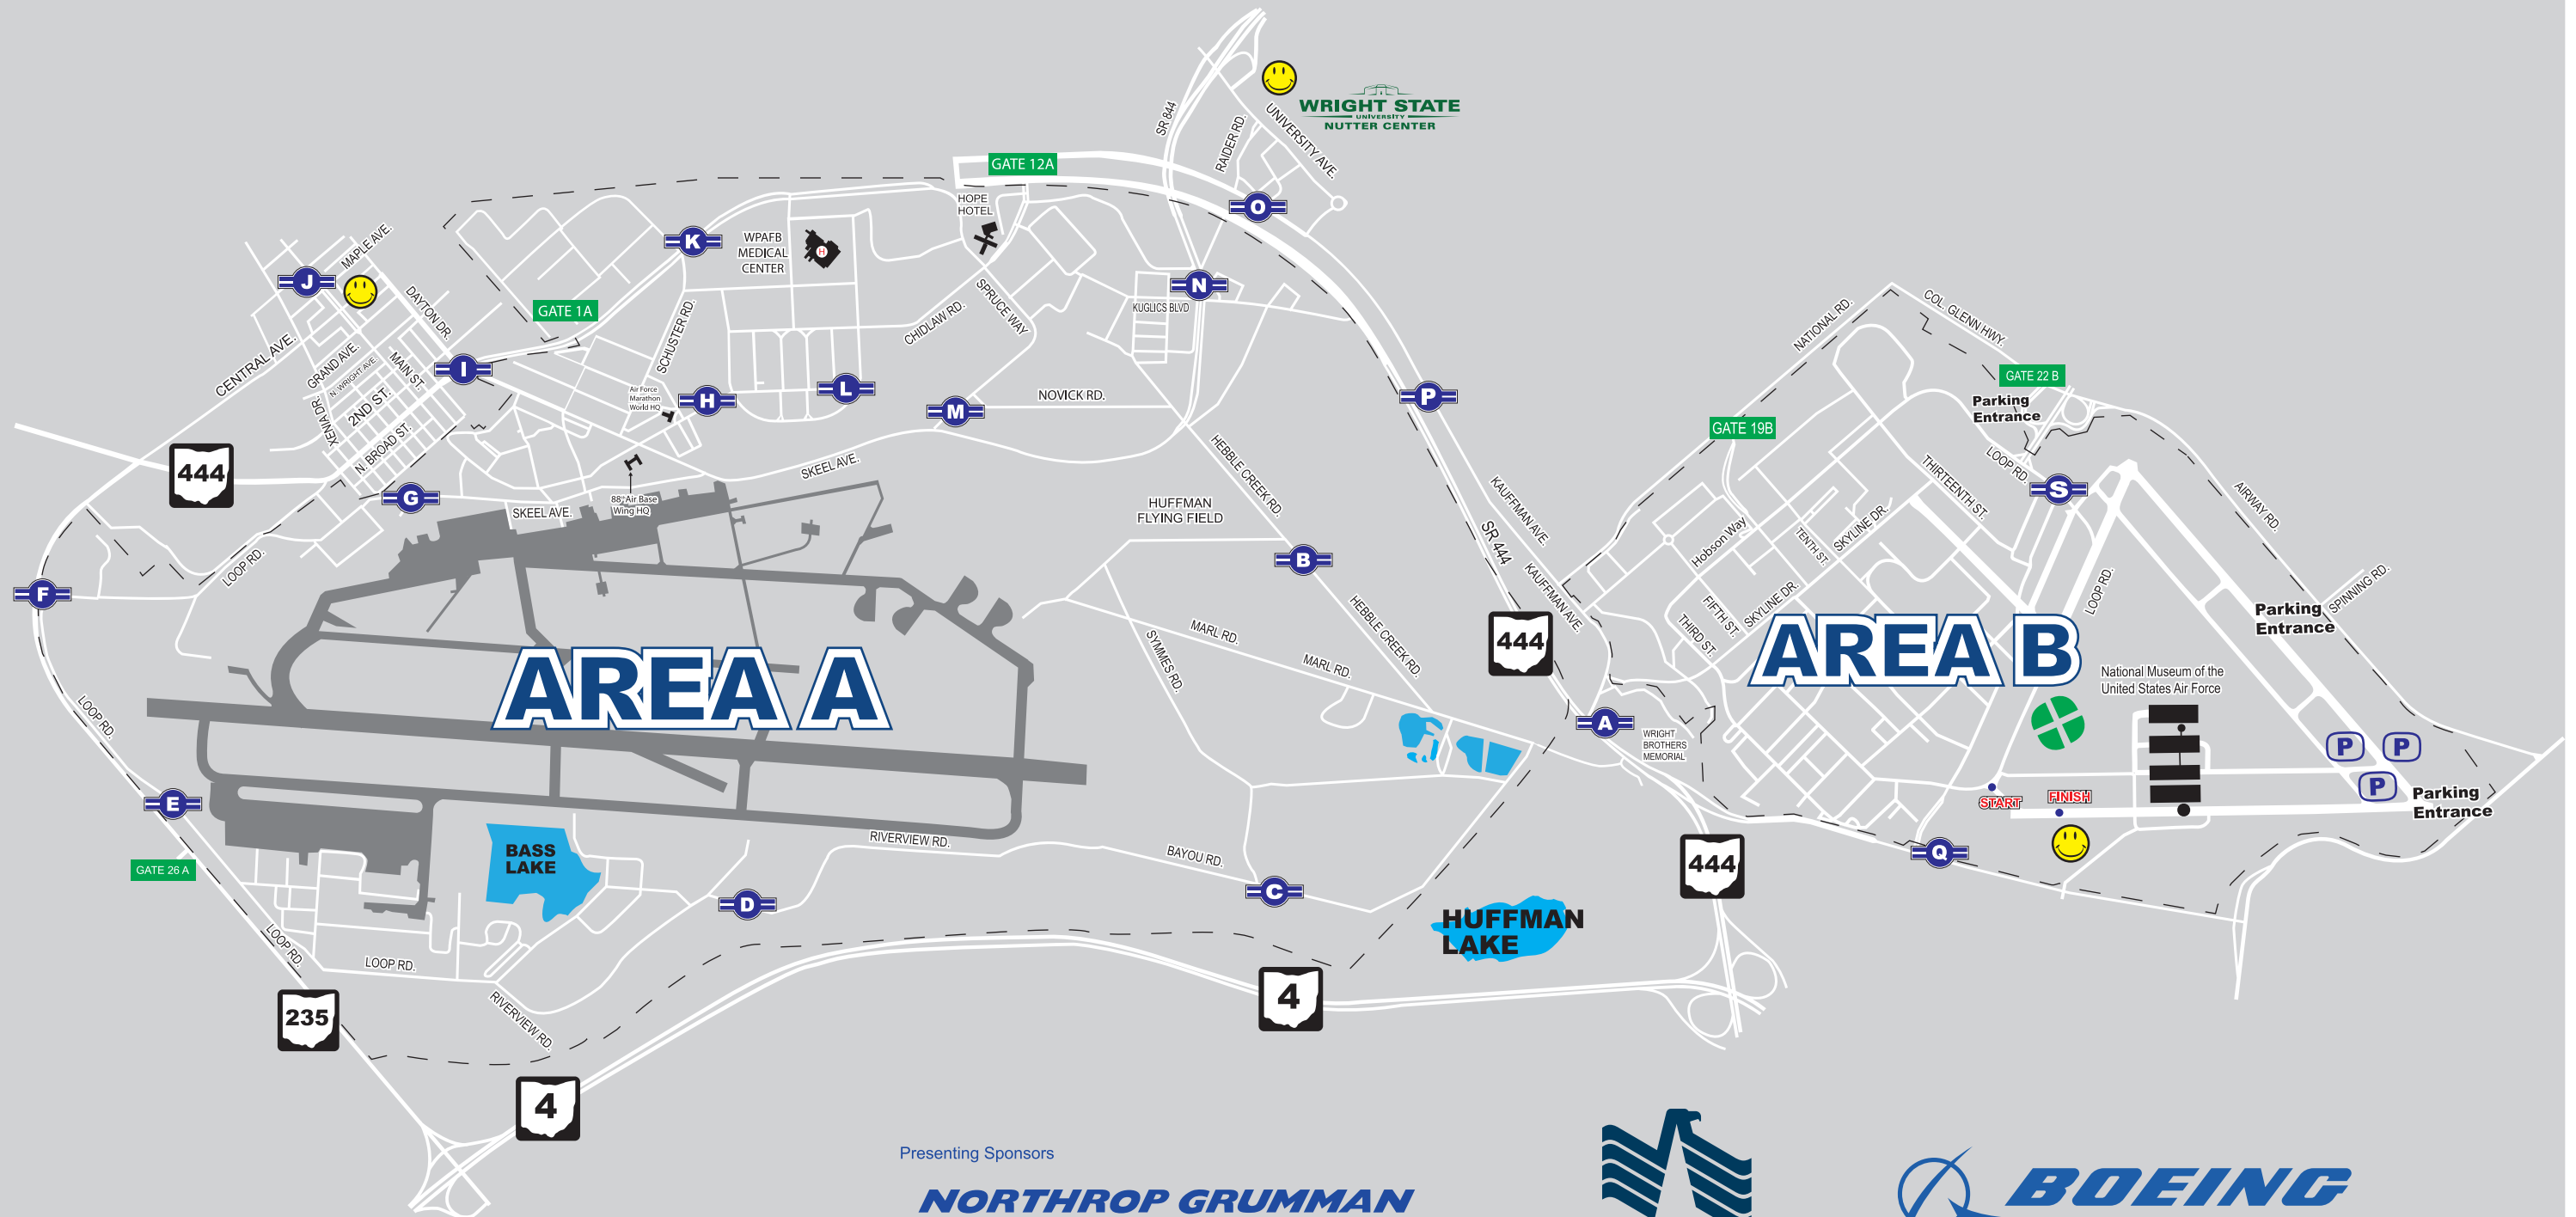 WRIGHT STATE
UNIVERSITY
NUTTER CENTER
SR 844
RAIDER RD.
UNIVERSITY AVE.
GATE 12A
HOPE
HOTEL
O
K
WPAFB
MEDICAL
CENTER
H
MAPLE AVE.
J
DAYTON DR.
GATE 1A
SCHUSTER RD.
CHIDLAW RD.
SPRUCE WAY
N
KUGLICS BLVD
CENTRAL AVE.
GRAND AVE.
N. WRIGHT AVE
MAIN ST.
XENIA DR.
2ND ST.
N. BROAD ST.
I
Air Force
Marathon
World HQ
H
L
M
NOVICK RD.
P
NATIONAL RD.
COL. GLENN HWY.
GATE 22 B
Parking
Entrance
GATE 19B
444
G
SKEEL AVE.
88th Air Base
Wing HQ
SKEEL AVE.
HUFFMAN
FLYING FIELD
HEBBLE CREEK RD.
KAUFFMAN AVE.
SR 444
KAUFFMAN AVE.
LOOP RD.
THIRTEENTH ST.
S
AIRWAY RD.
Hobson Way
TENTH ST.
SKYLINE DR.
LOOP RD.
F
B
LOOP RD.
SPINNING RD.
Parking
Entrance
FIFTH ST.
SKYLINE DR.
THIRD ST.
HEBBLE CREEK RD.
MARL RD.
SYMMES RD.
MARL RD.
444
AREA A
AREA B
National Museum of the
United States Air Force
LOOP RD.
A
WRIGHT
BROTHERS
MEMORIAL
P
P
P
START
FINISH
Parking
Entrance
E
GATE 26 A
BASS
LAKE
RIVERVIEW RD.
BAYOU RD.
444
Q
D
C
HUFFMAN
LAKE
LOOP RD.
LOOP RD.
235
RIVERVIEW RD.
4
4
Presenting Sponsors
NORTHROP GRUMMAN
BOEING